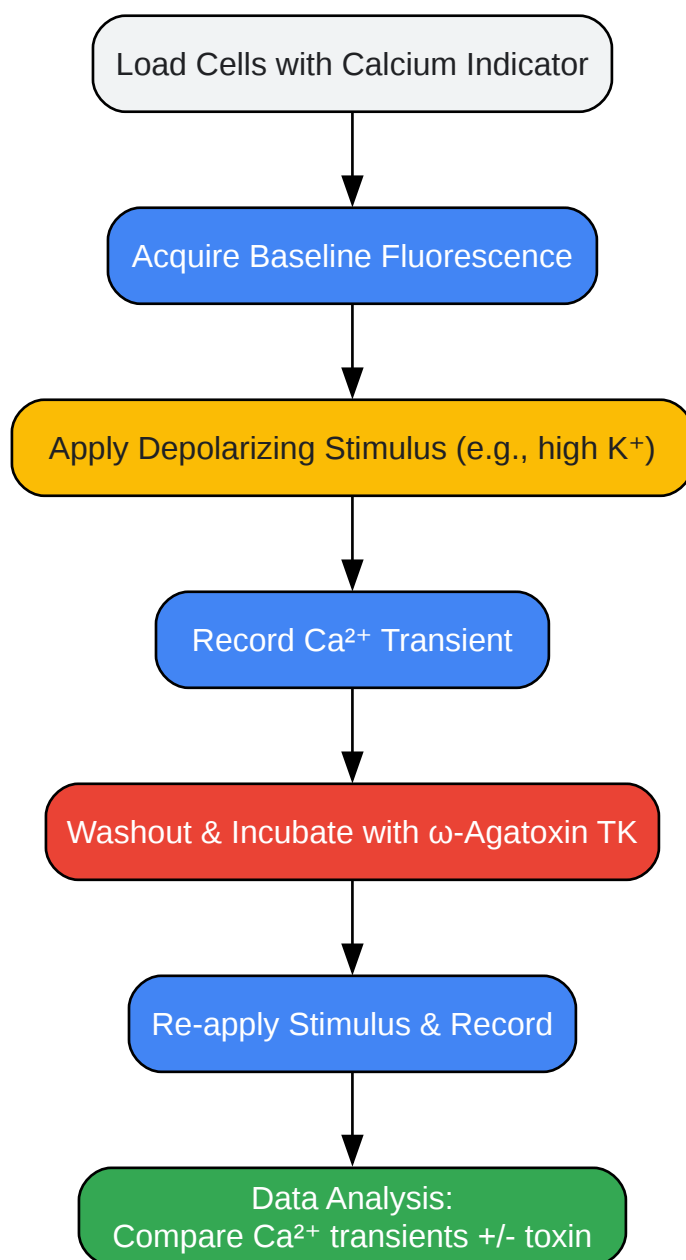 Load Cells with Calcium Indicator
Acquire Baseline Fluorescence
Apply Depolarizing Stimulus (e.g., high K⁺)
Record Ca²⁺ Transient
Washout & Incubate with ω-Agatoxin TK
Re-apply Stimulus & Record
Data Analysis:
Compare Ca²⁺ transients +/- toxin